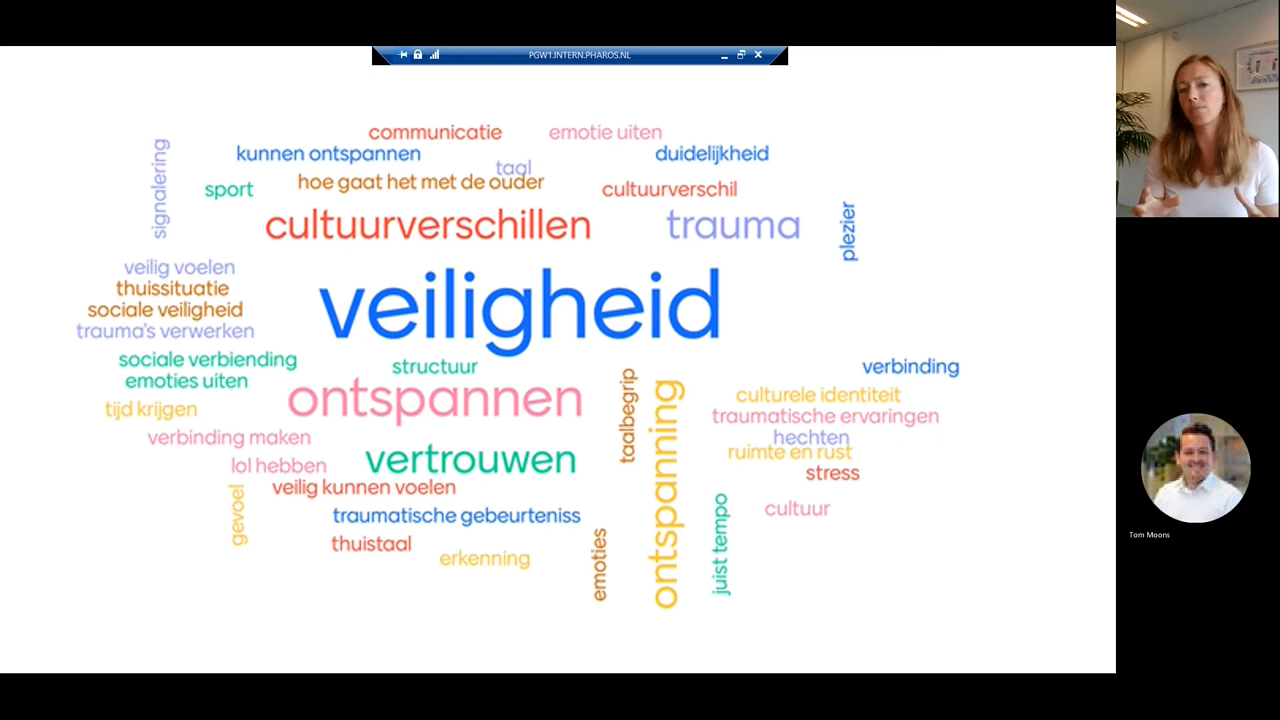 PGW1.INTERN.PHAROS.NL
communicatie
emotie uiten
kunnen ontspannen
taal
duidelijkheid
signalering
sport
hoe gaat het met de ouder
cultuurverschil
cultuurverschillen
trauma
plezier
veilig voelen
thuissituatie
sociale veiligheid
trauma's verwerken
veiligheid
sociale verbiending
emoties uiten
structuur
verbinding
tijd krijgen
ontspannen
taalbegrip
ontspanning
culturele identiteit
traumatische ervaringen
verbinding maken
hechten
lol hebben
vertrouwen
ruimte en rust
stress
gevoel
veilig kunnen voelen
traumatische gebeurteniss
juist tempo
cultuur
thuistaal
erkenning
emoties
Tom Moons